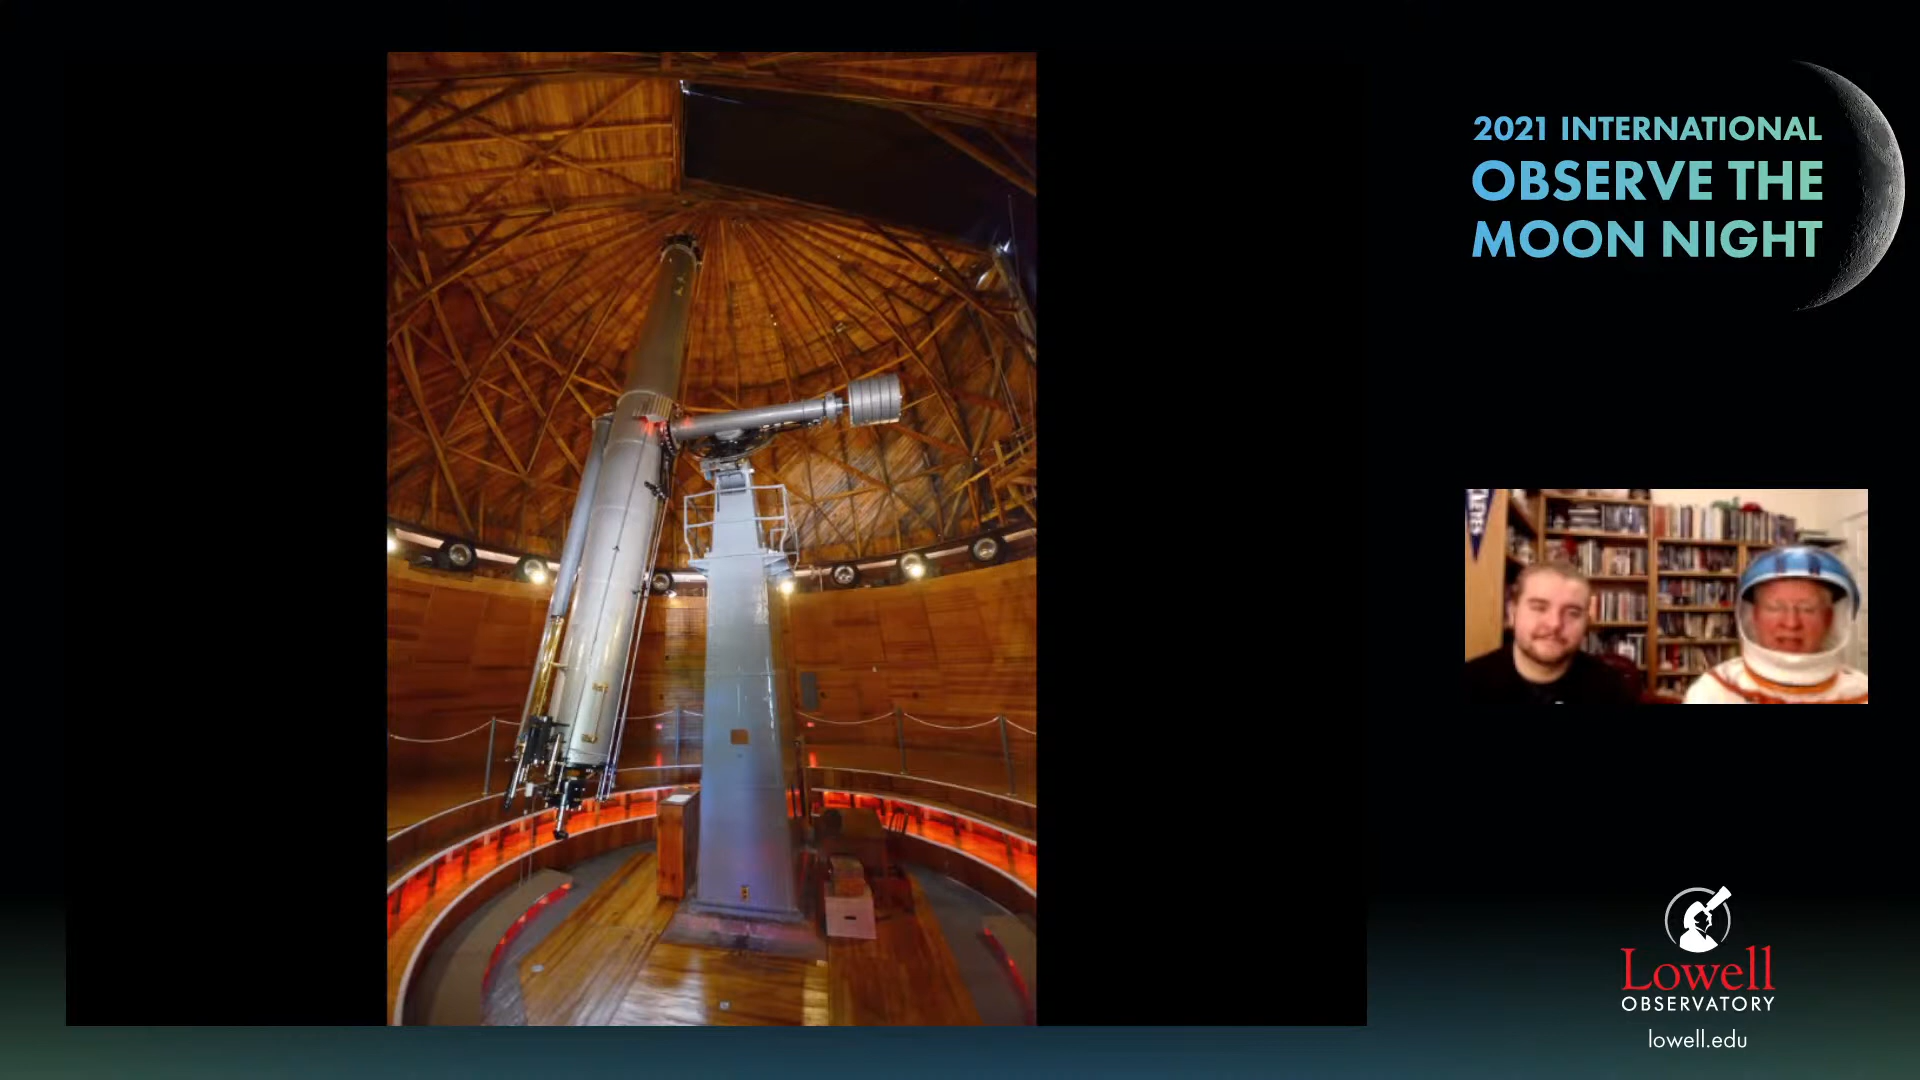 2021 INTERNATIONAL
OBSERVE THE
MOON NIGHT
Lowell
OBSERVATORY
lowell.edu